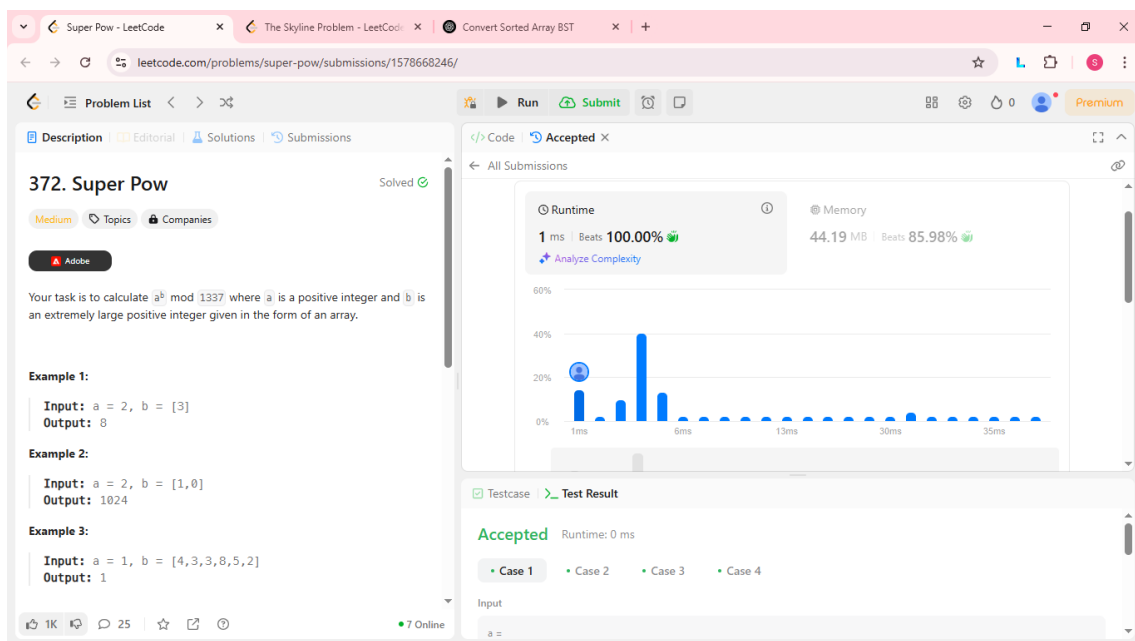 Super Pow - LeetCode
The Skyline Problem - LeetCode
Convert Sorted Array BST
leetcode.com/problems/super-pow/submissions/1578668246/
L
S
Problem List
Run
Submit
0
Premium
Description
Editorial
Solutions
Submissions
372. Super Pow
Solved
Medium
Topics
Companies
Adobe
Your task is to calculate aᵇ mod 1337 where a is a positive integer and b is
an extremely large positive integer given in the form of an array.
Example 1:
Input: a = 2, b = [3]
Output: 8
Example 2:
Input: a = 2, b = [1,0]
Output: 1024
Example 3:
Input: a = 1, b = [4,3,3,8,5,2]
Output: 1
1K
25
7 Online
</> Code
Accepted
All Submissions
Runtime
1 ms | Beats 100.00%
Analyze Complexity
Memory
44.19 MB | Beats 85.98%
60%
40%
20%
0%
1ms
6ms
13ms
30ms
35ms
Testcase
>_ Test Result
Accepted Runtime: 0 ms
• Case 1
• Case 2
• Case 3
• Case 4
Input
a =